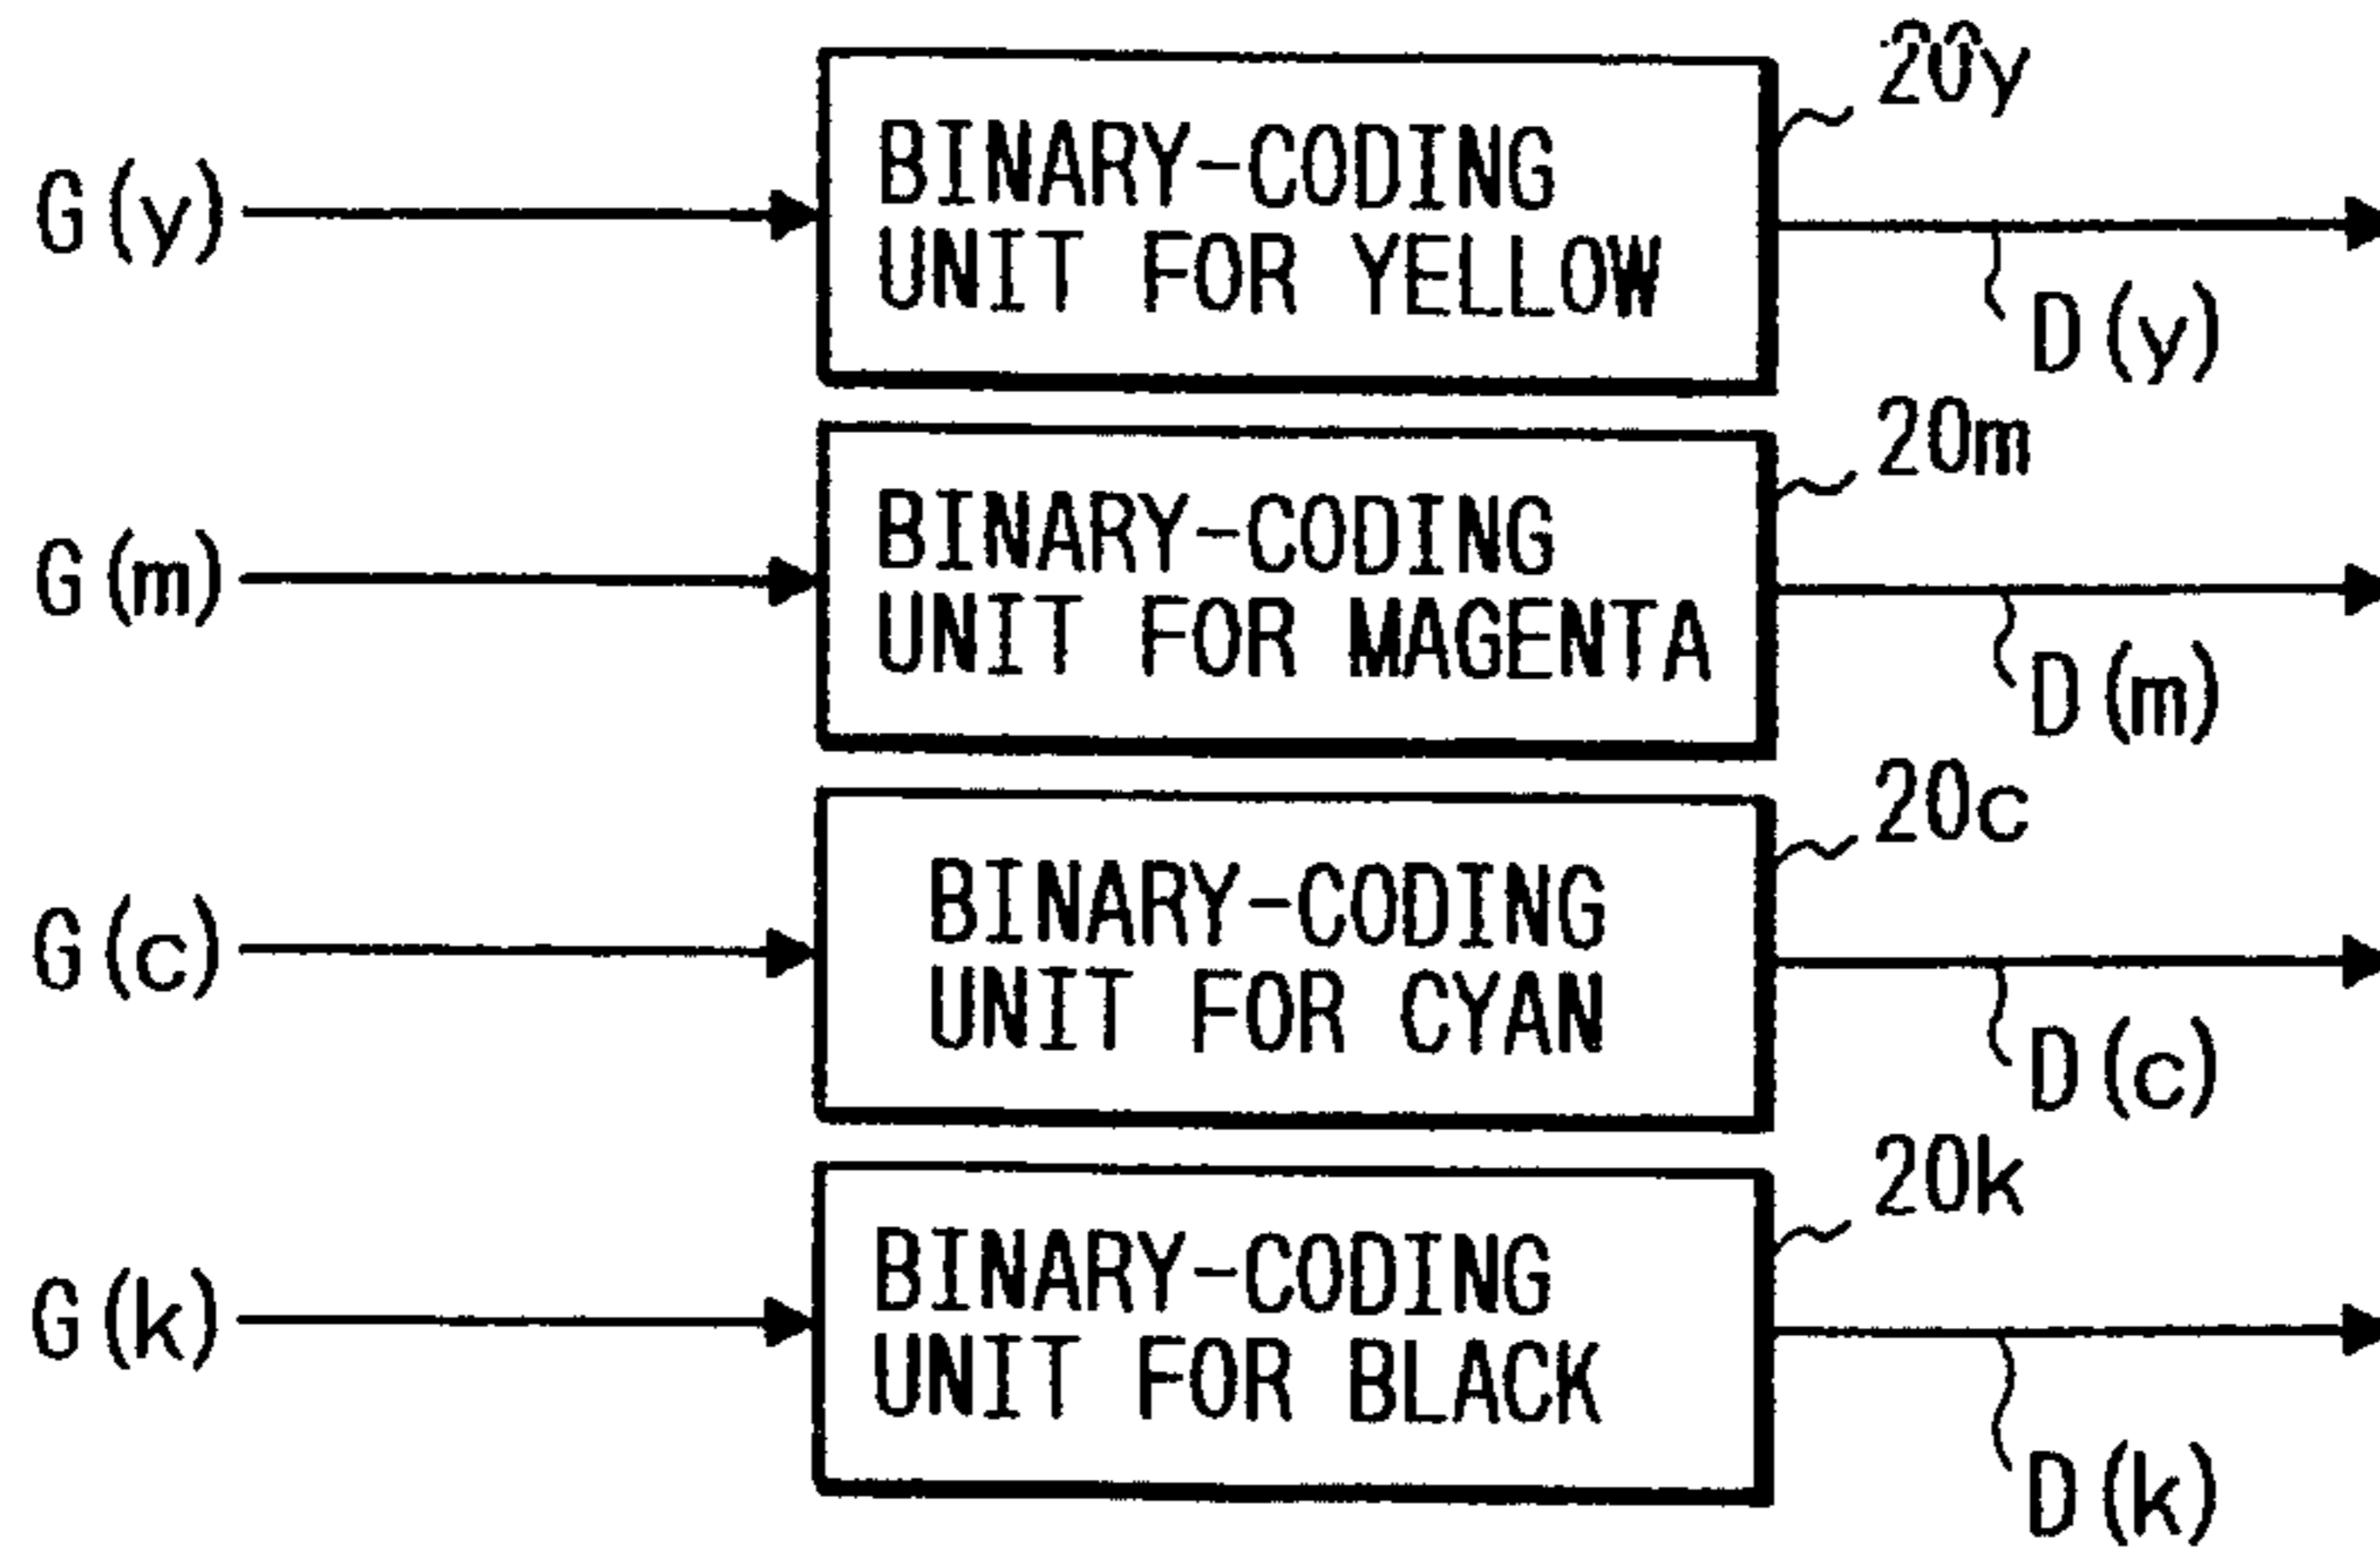 20y
G(y)
BINARY-CODING
UNIT FOR YELLOW
D(y)
20m
G(m)
BINARY-CODING
UNIT FOR MAGENTA
D(m)
20c
G(c)
BINARY-CODING
UNIT FOR CYAN
D(c)
20k
G(k)
BINARY-CODING
UNIT FOR BLACK
D(k)